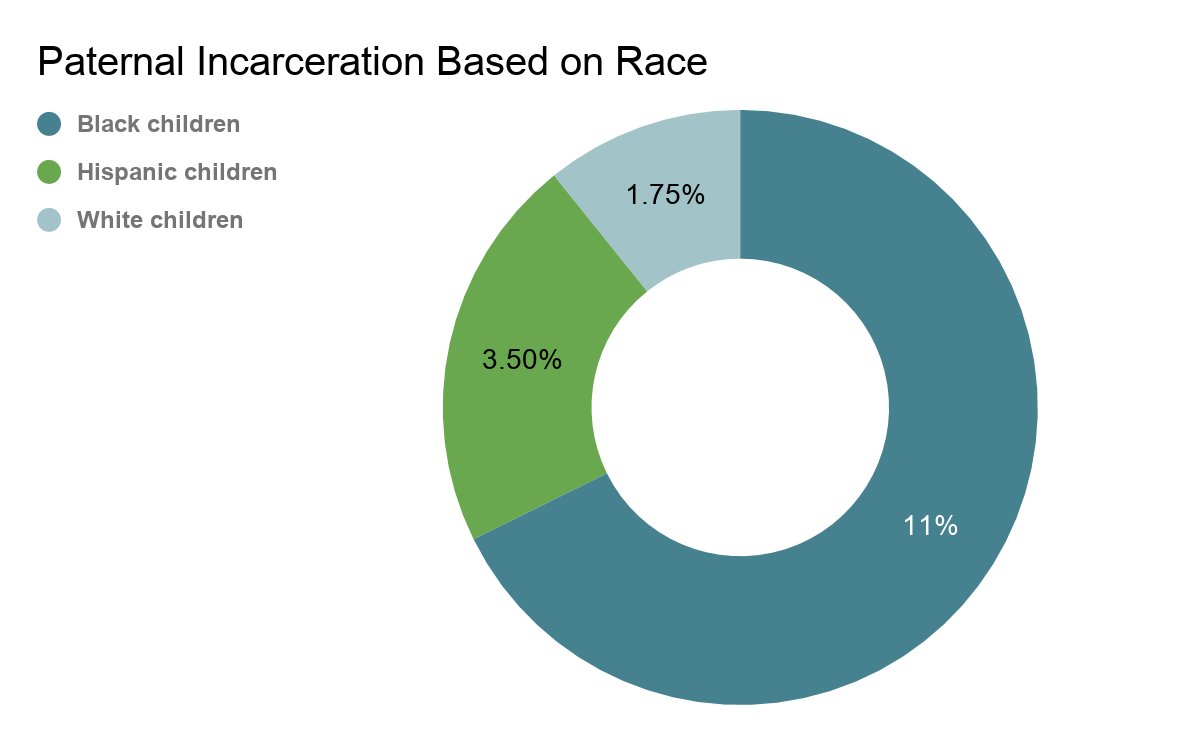 Paternal Incarceration Based on Race
Black children
Hispanic children
White children
1.75%
3.50%
11%